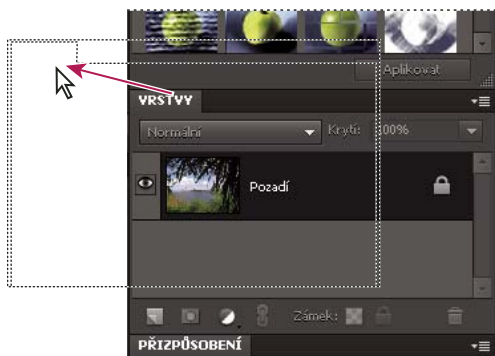 Aplikovat
VRSTVY
Normální Krytí: 100%
Pozadí
Zámek:
PŘIZPŮSOBENÍ